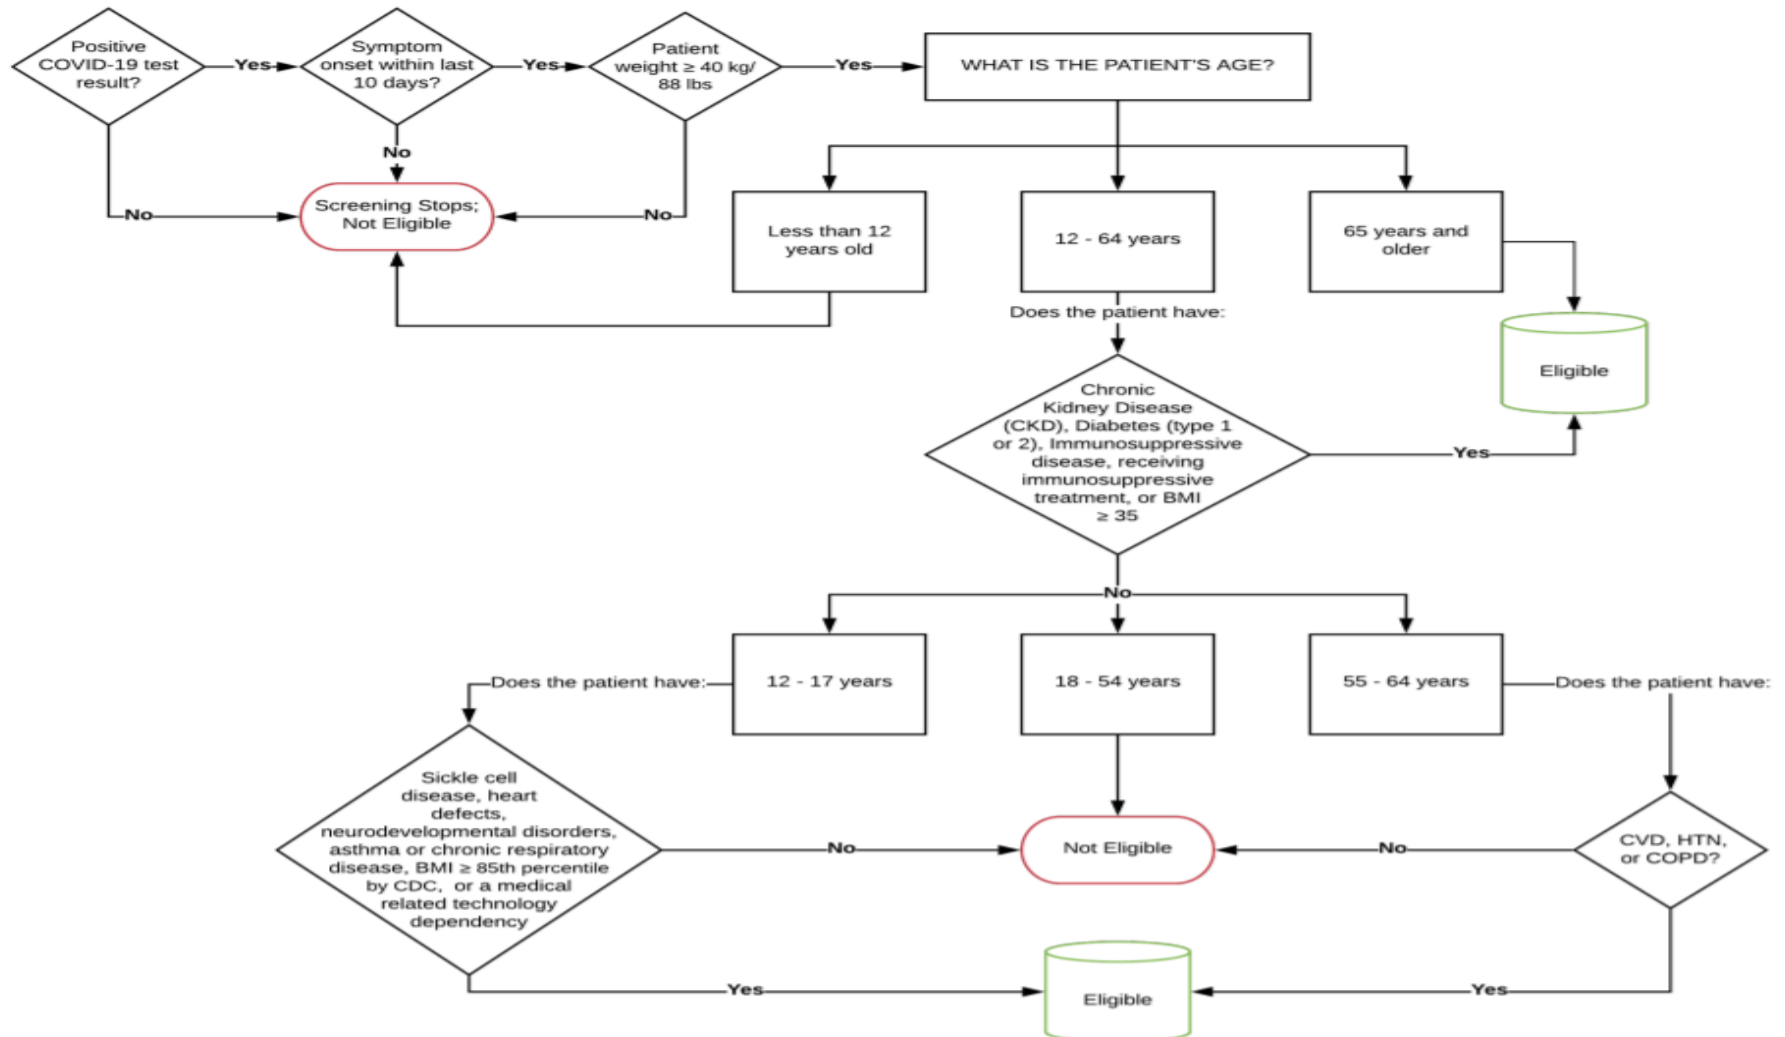 Positive
COVID-19 test
result?
Yes
Symptom
onset within last
10 days?
Yes
Patient
weight ≥ 40 kg/
88 lbs
Yes
WHAT IS THE PATIENT'S AGE?
No
No
No
Screening Stops;
Not Eligible
Less than 12
years old
12 - 64 years
65 years and
older
Does the patient have:
Eligible
Chronic
Kidney Disease
(CKD), Diabetes (type 1
or 2), Immunosuppressive
disease, receiving
immunosuppressive
treatment, or BMI
≥ 35
Yes
No
Does the patient have:
12 - 17 years
18 - 54 years
55 - 64 years
Does the patient have:
Sickle cell
disease, heart
defects,
neurodevelopmental disorders,
asthma or chronic respiratory
disease, BMI ≥ 85th percentile
by CDC, or a medical
related technology
dependency
No
Not Eligible
No
CVD, HTN,
or COPD?
Yes
Eligible
Yes